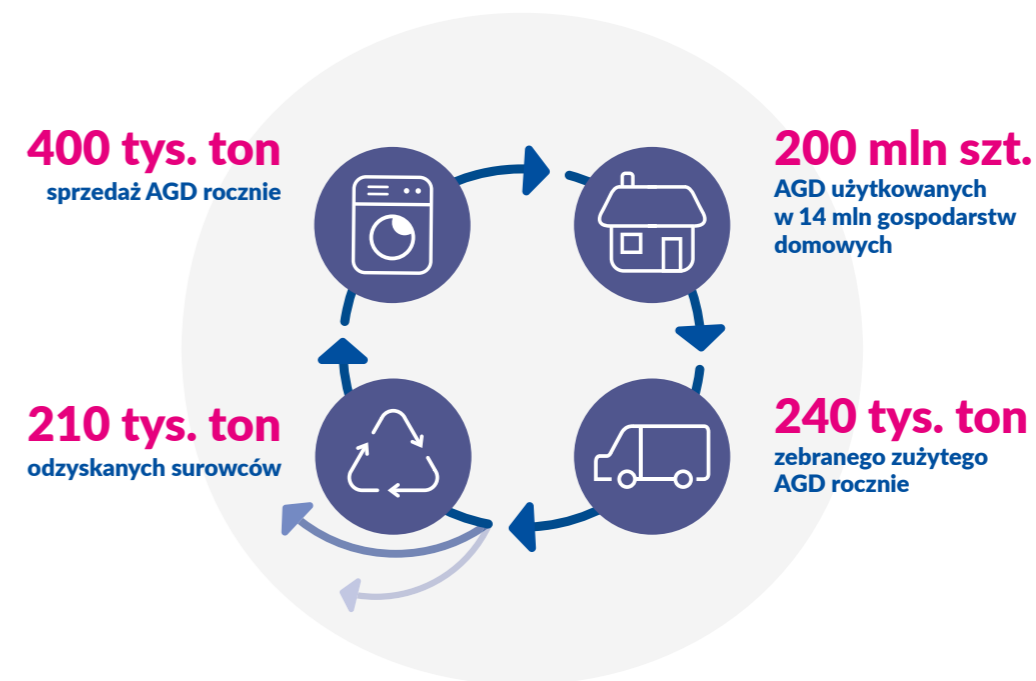 400 tys. ton
sprzedaż AGD rocznie
200 mln szt.
AGD użytkowanych
w 14 mln gospodarstw
domowych
210 tys. ton
odzyskanych surowców
240 tys. ton
zebranego zużytego
AGD rocznie